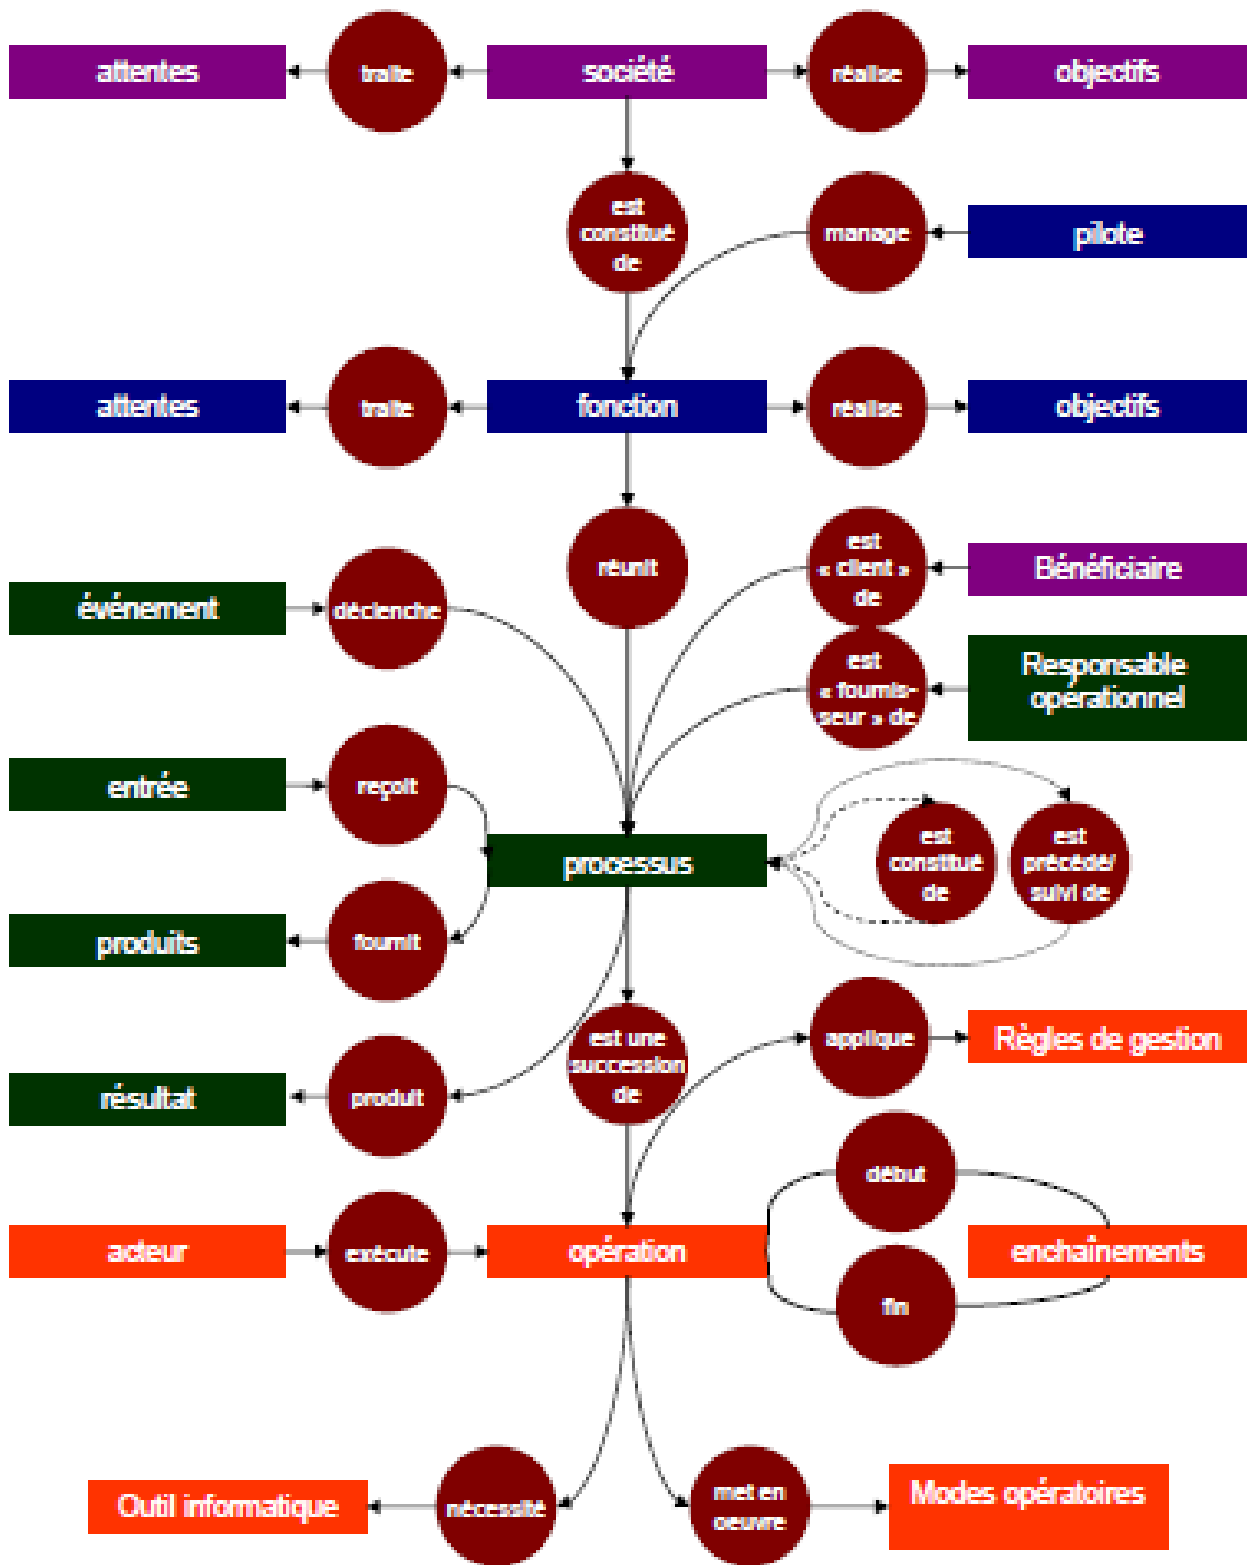 attentes
traite
société
réalise
objectifs
est
constitué
de
manage
pilote
attentes
traite
fonction
réalise
objectifs
réunit
est
« client »
de
Bénéficiaire
événement
déclenche
est
« fournis-
seur » de
Responsable
opérationnel
entrée
reçoit
processus
est
constitué
de
est
précédé/
suivi de
produits
fournit
est une
succession
de
applique
Règles de gestion
résultat
produit
début
acteur
exécute
opération
enchaînements
fin
Outil informatique
nécessité
met en
oeuvre
Modes opératoires